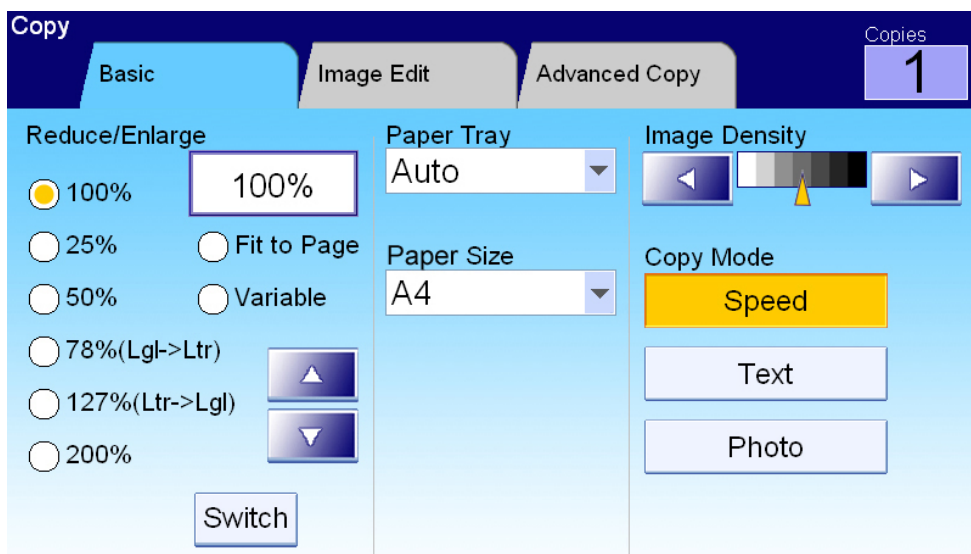 Copy
Copies
1
Basic
Image Edit
Advanced Copy
Reduce/Enlarge
100%
100%
25%
Fit to Page
50%
Variable
78%(Lgl->Ltr)
127%(Ltr->Lgl)
200%
Switch
Paper Tray
Auto
Paper Size
A4
Image Density
Copy Mode
Speed
Text
Photo